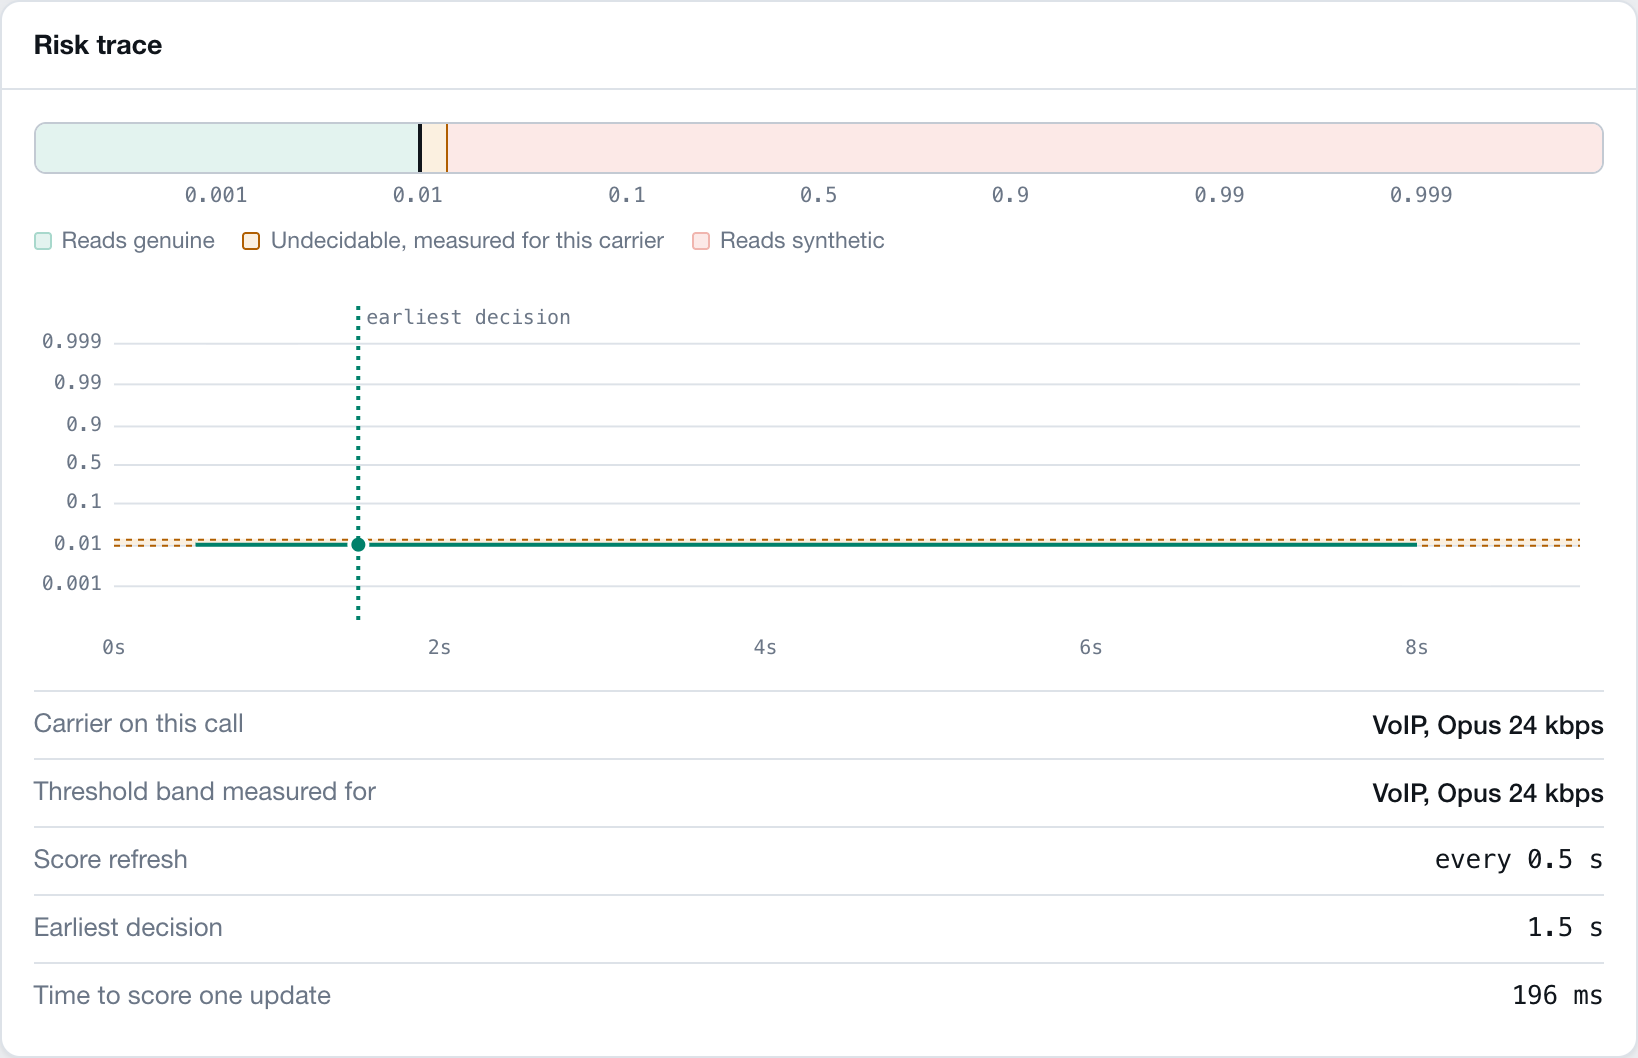 Risk trace
0.001 0.01 0.1 0.5 0.9 0.99 0.999
Reads genuine Undecidable, measured for this carrier Reads synthetic
earliest decision
0.999
0.99
0.9
0.5
0.1
0.01
0.001
0s 2s 4s 6s 8s
Carrier on this call VoIP, Opus 24 kbps
Threshold band measured for VoIP, Opus 24 kbps
Score refresh every 0.5 s
Earliest decision 1.5 s
Time to score one update 196 ms